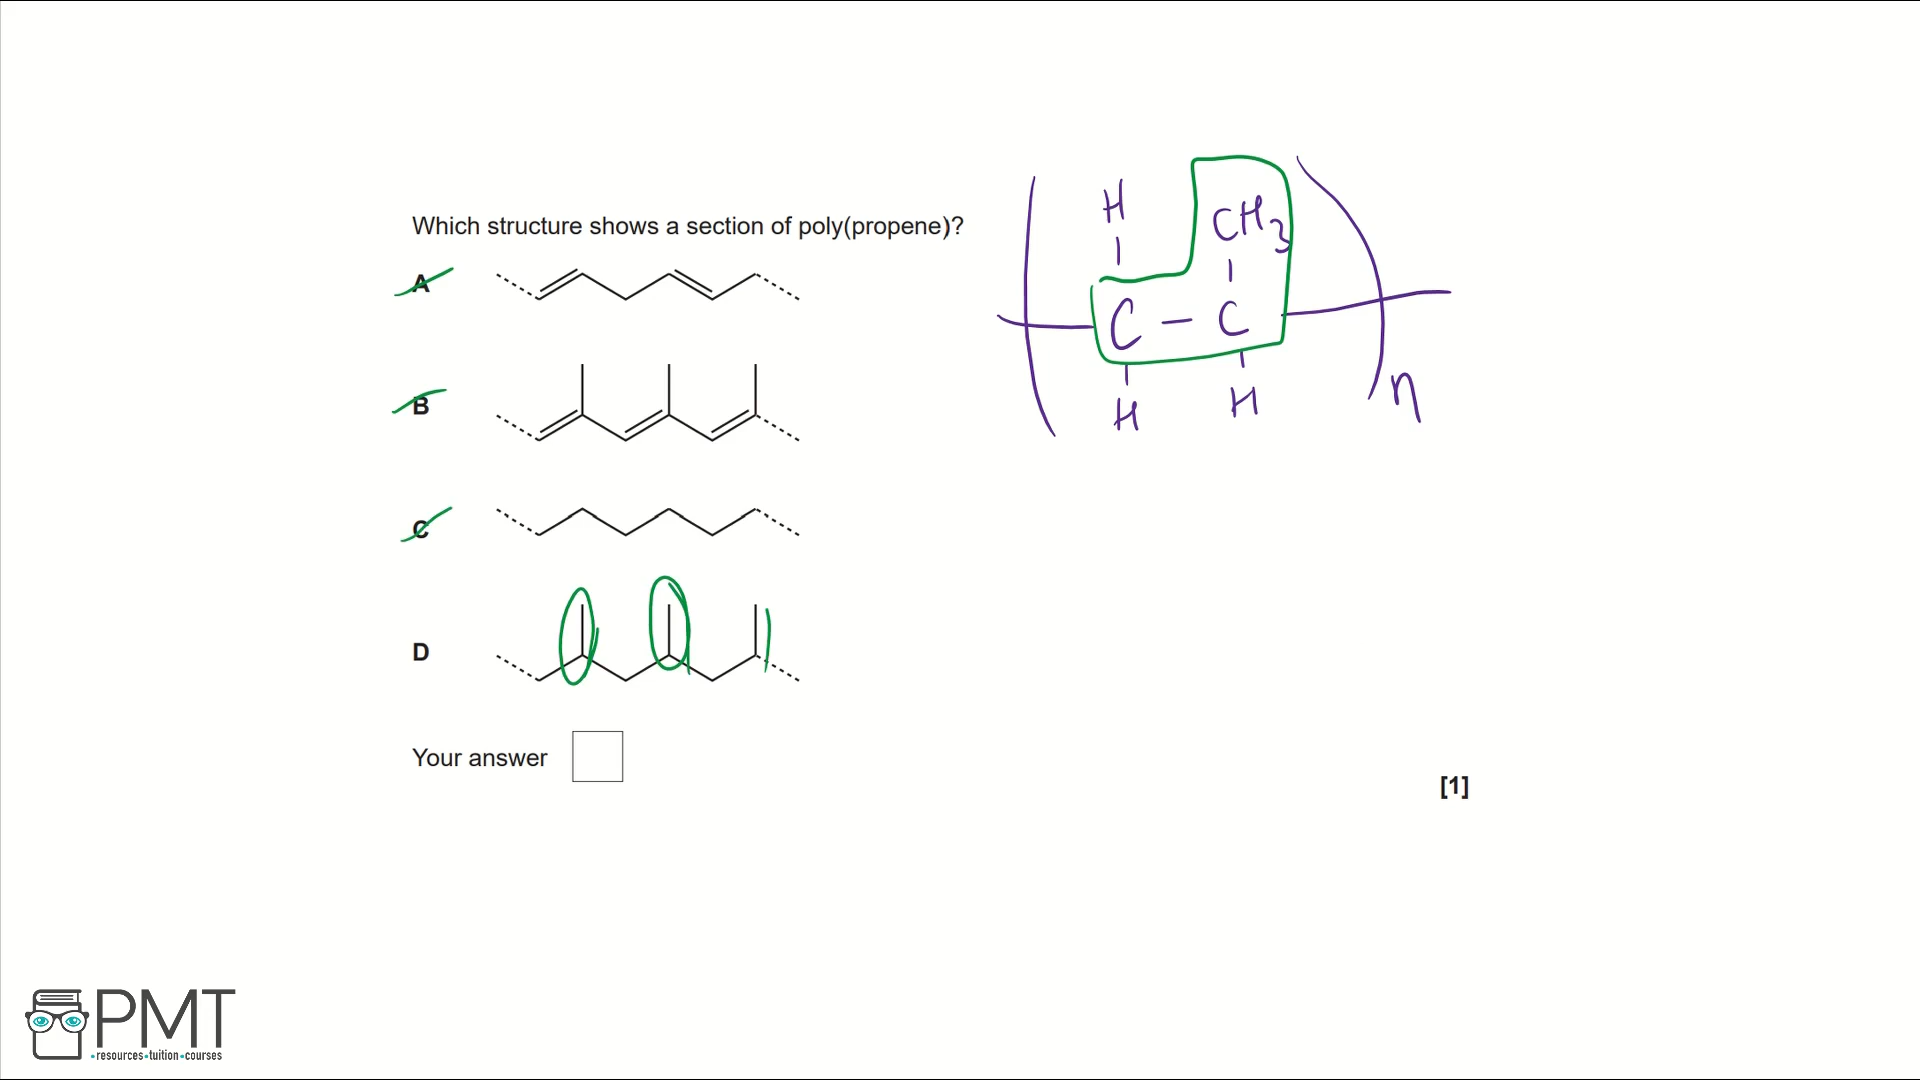 Which structure shows a section of poly(propene)?
A
B
C
D
Your answer
[1]
H
CH3
C - C
H
H
n
PMT
resources•tuition•courses